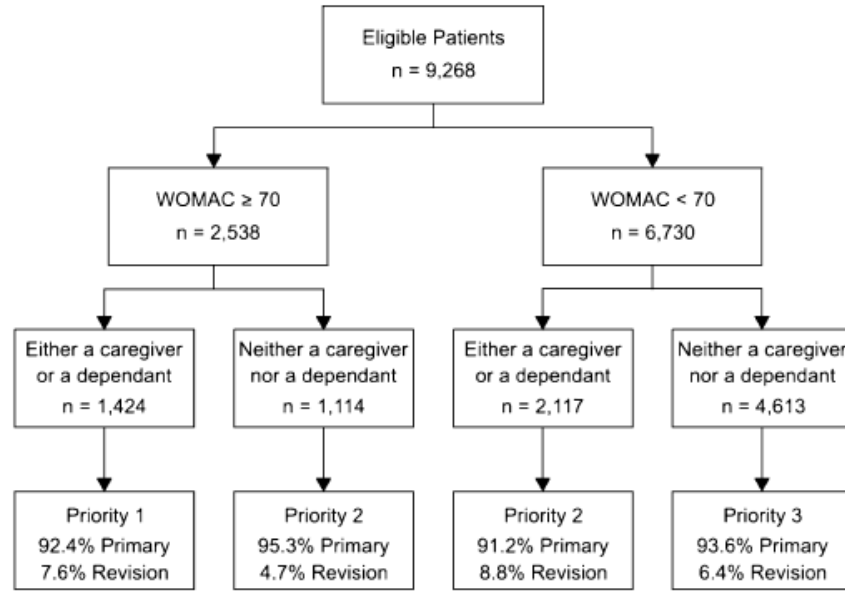 Eligible Patients
n = 9,268
WOMAC ≥ 70
n = 2,538
WOMAC < 70
n = 6,730
Either a caregiver
or a dependant
n = 1,424
Neither a caregiver
nor a dependant
n = 1,114
Either a caregiver
or a dependant
n = 2,117
Neither a caregiver
nor a dependant
n = 4,613
Priority 1
92.4% Primary
7.6% Revision
Priority 2
95.3% Primary
4.7% Revision
Priority 2
91.2% Primary
8.8% Revision
Priority 3
93.6% Primary
6.4% Revision